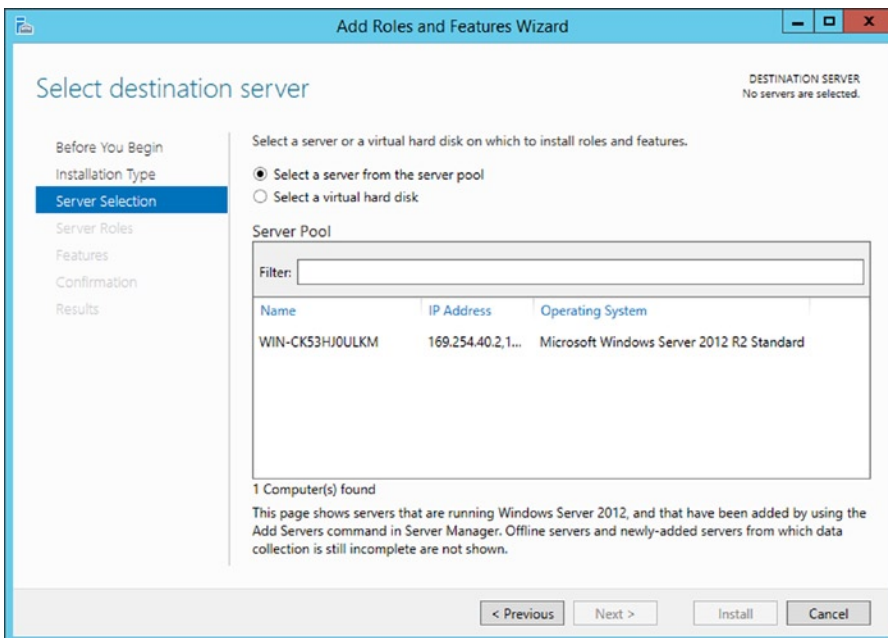 Add Roles and Features Wizard
Select destination server
DESTINATION SERVER
No servers are selected.
Before You Begin
Installation Type
Server Selection
Server Roles
Features
Confirmation
Results
Select a server or a virtual hard disk on which to install roles and features.
Select a server from the server pool
Select a virtual hard disk
Server Pool
Filter:
Name IP Address Operating System
WIN-CK53HJ0ULKM 169.254.40.2,1... Microsoft Windows Server 2012 R2 Standard
1 Computer(s) found
This page shows servers that are running Windows Server 2012, and that have been added by using the
Add Servers command in Server Manager. Offline servers and newly-added servers from which data
collection is still incomplete are not shown.
< Previous Next > Install Cancel